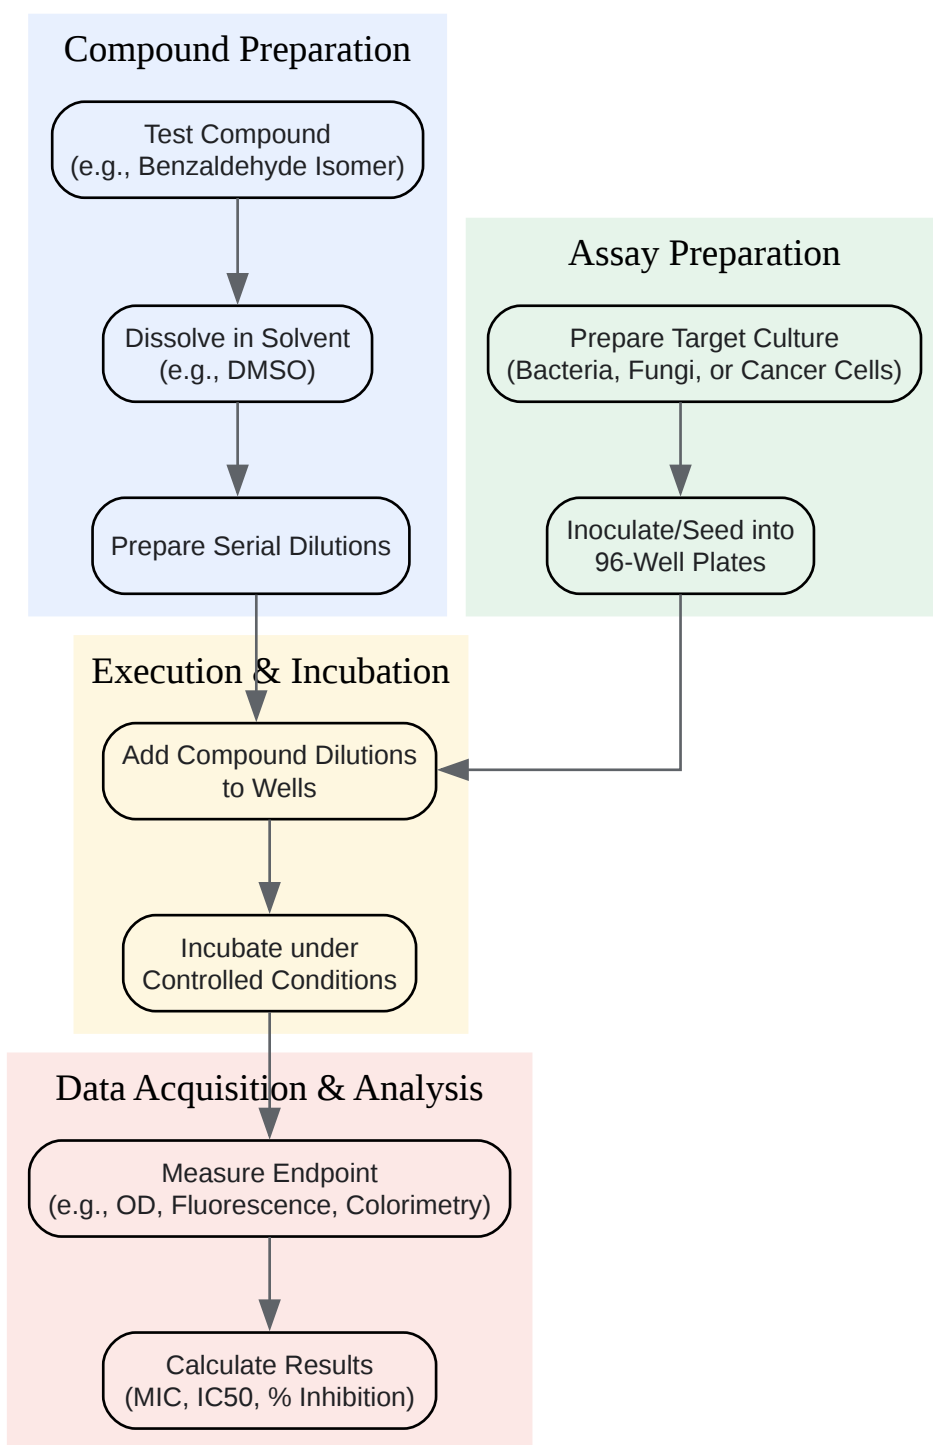 Compound Preparation
Test Compound
(e.g., Benzaldehyde Isomer)
Dissolve in Solvent
(e.g., DMSO)
Prepare Serial Dilutions
Assay Preparation
Prepare Target Culture
(Bacteria, Fungi, or Cancer Cells)
Inoculate/Seed into
96-Well Plates
Execution & Incubation
Add Compound Dilutions
to Wells
Incubate under
Controlled Conditions
Data Acquisition & Analysis
Measure Endpoint
(e.g., OD, Fluorescence, Colorimetry)
Calculate Results
(MIC, IC50, % Inhibition)